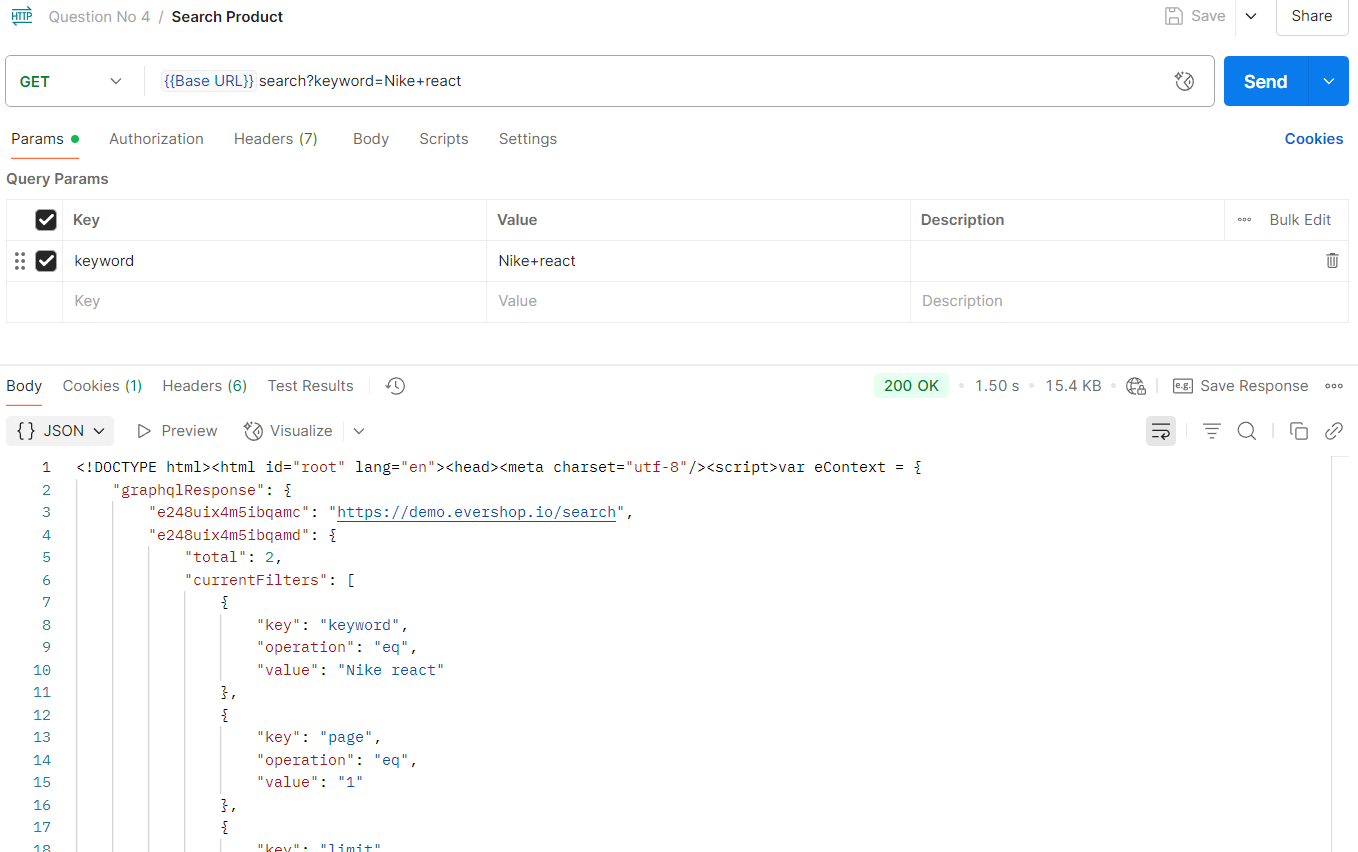 HTTP Question No 4 / Search Product Save Share
GET {{Base URL}} search?keyword=Nike+react Send
Params Authorization Headers (7) Body Scripts Settings Cookies
Query Params
Key Value Description Bulk Edit
keyword Nike+react
Key Value Description
Body Cookies (1) Headers (6) Test Results 200 OK 1.50 s 15.4 KB e.g. Save Response
{} JSON Preview Visualize
1 <!DOCTYPE html><html id="root" lang="en"><head><meta charset="utf-8"/><script>var eContext = {
2 "graphqlResponse": {
3 "e248uix4m5ibqamc": "https://demo.evershop.io/search",
4 "e248uix4m5ibqamd": {
5 "total": 2,
6 "currentFilters": [
7 {
8 "key": "keyword",
9 "operation": "eq",
10 "value": "Nike react"
11 },
12 {
13 "key": "page",
14 "operation": "eq",
15 "value": "1"
16 },
17 {
18 "key": "limit"